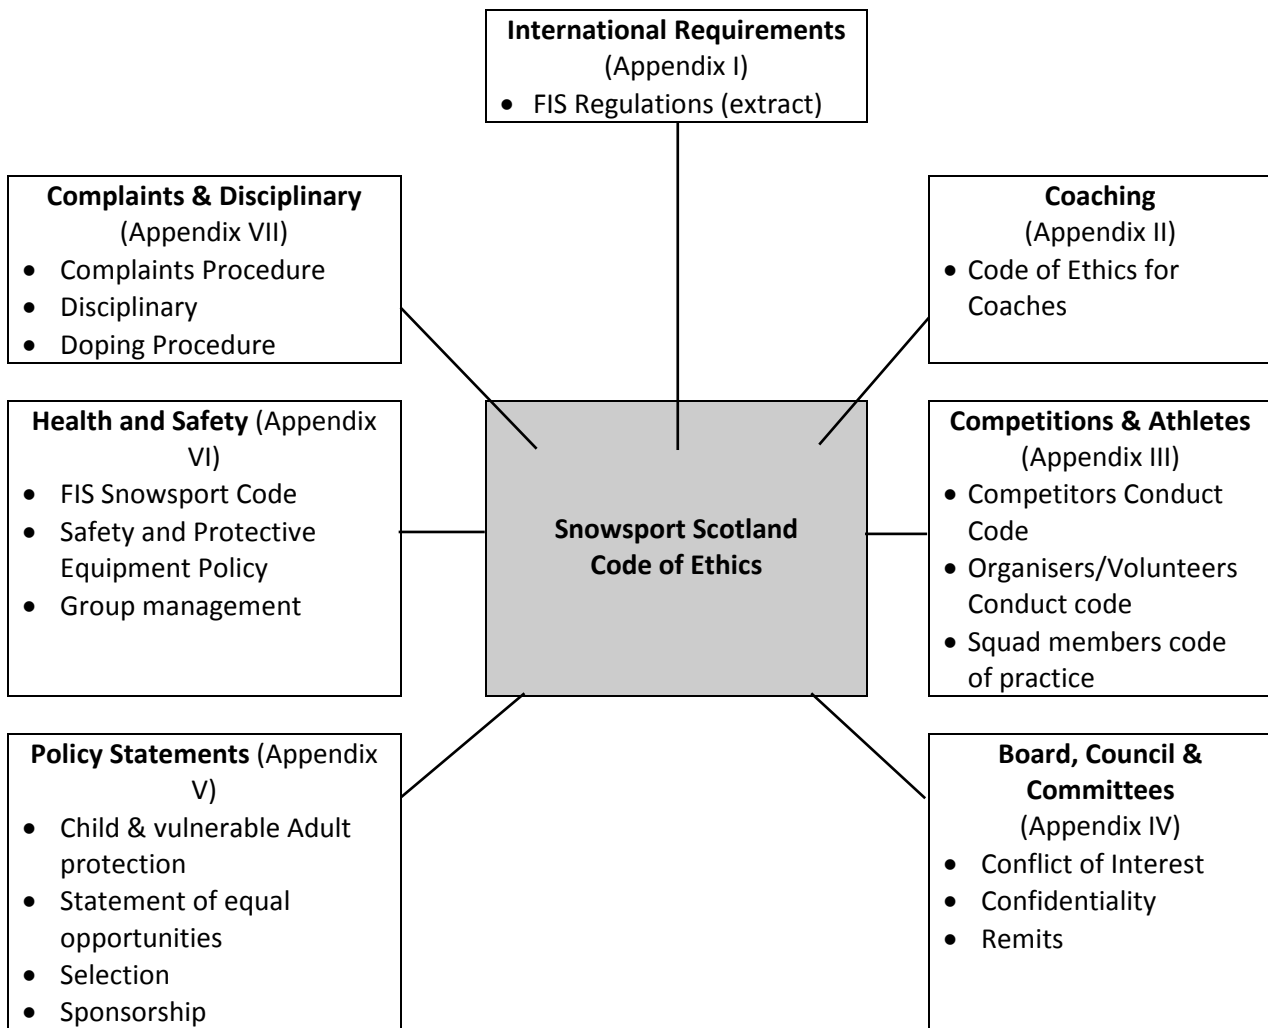 International Requirements
(Appendix I)
• FIS Regulations (extract)
Complaints & Disciplinary
(Appendix VII)
• Complaints Procedure
• Disciplinary
• Doping Procedure
Coaching
(Appendix II)
• Code of Ethics for
Coaches
Health and Safety (Appendix
VI)
• FIS Snowsport Code
• Safety and Protective
Equipment Policy
• Group management
Snowsport Scotland
Code of Ethics
Competitions & Athletes
(Appendix III)
• Competitors Conduct
Code
• Organisers/Volunteers
Conduct code
• Squad members code
of practice
Policy Statements (Appendix
V)
• Child & vulnerable Adult
protection
• Statement of equal
opportunities
• Selection
• Sponsorship
Board, Council &
Committees
(Appendix IV)
• Conflict of Interest
• Confidentiality
• Remits